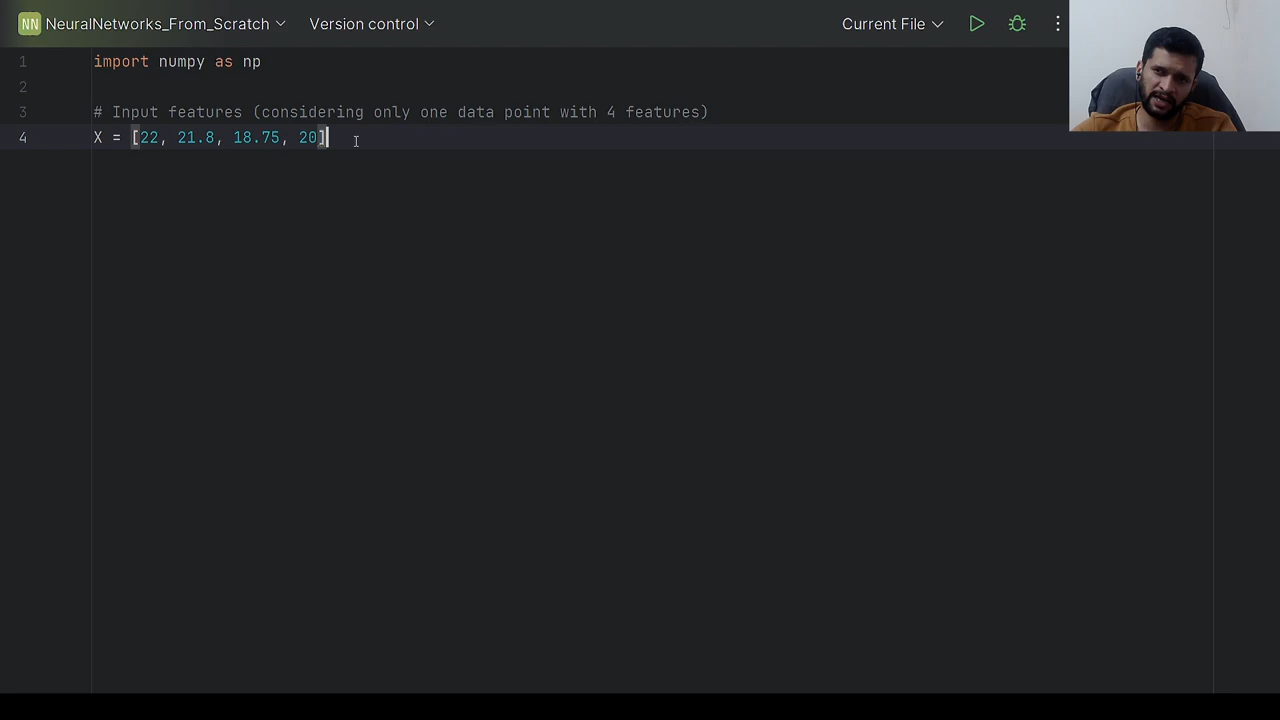 NN NeuralNetworks_From_Scratch Version control Current File
1 import numpy as np
2
3 # Input features (considering only one data point with 4 features)
4 X = [22, 21.8, 18.75, 20]